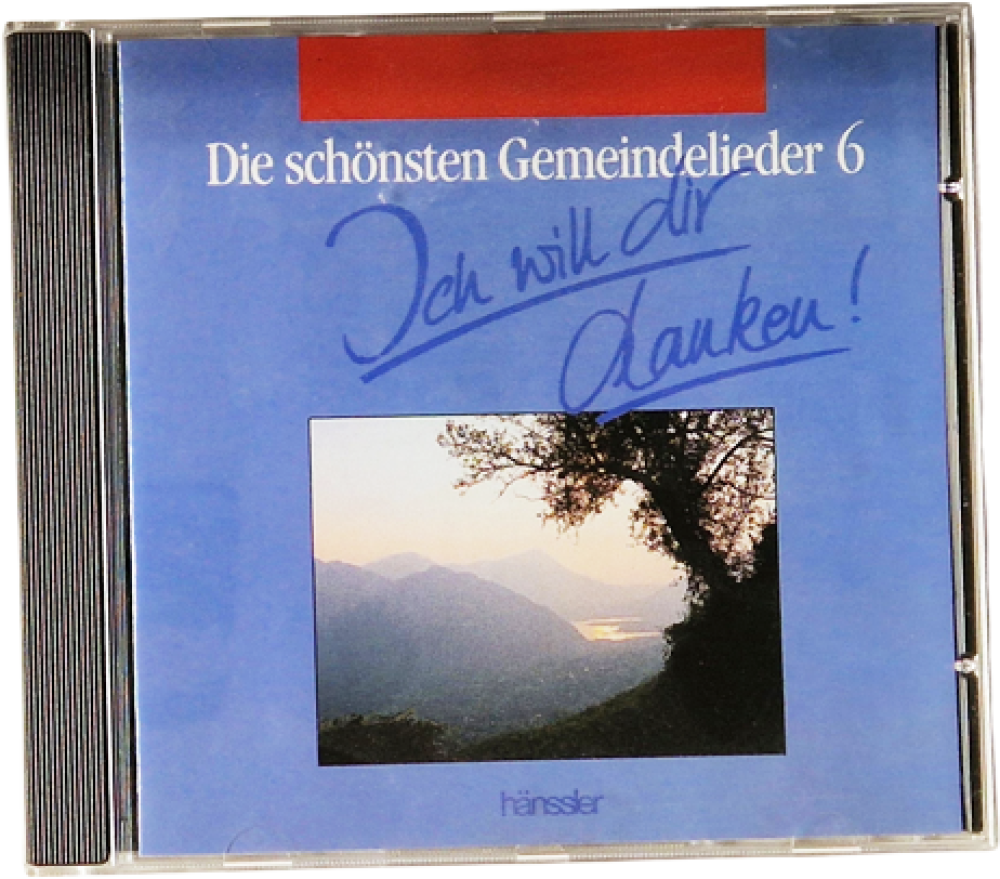 Die schönsten Gemeindelieder 6
Ich will dir
danken!
hänssler